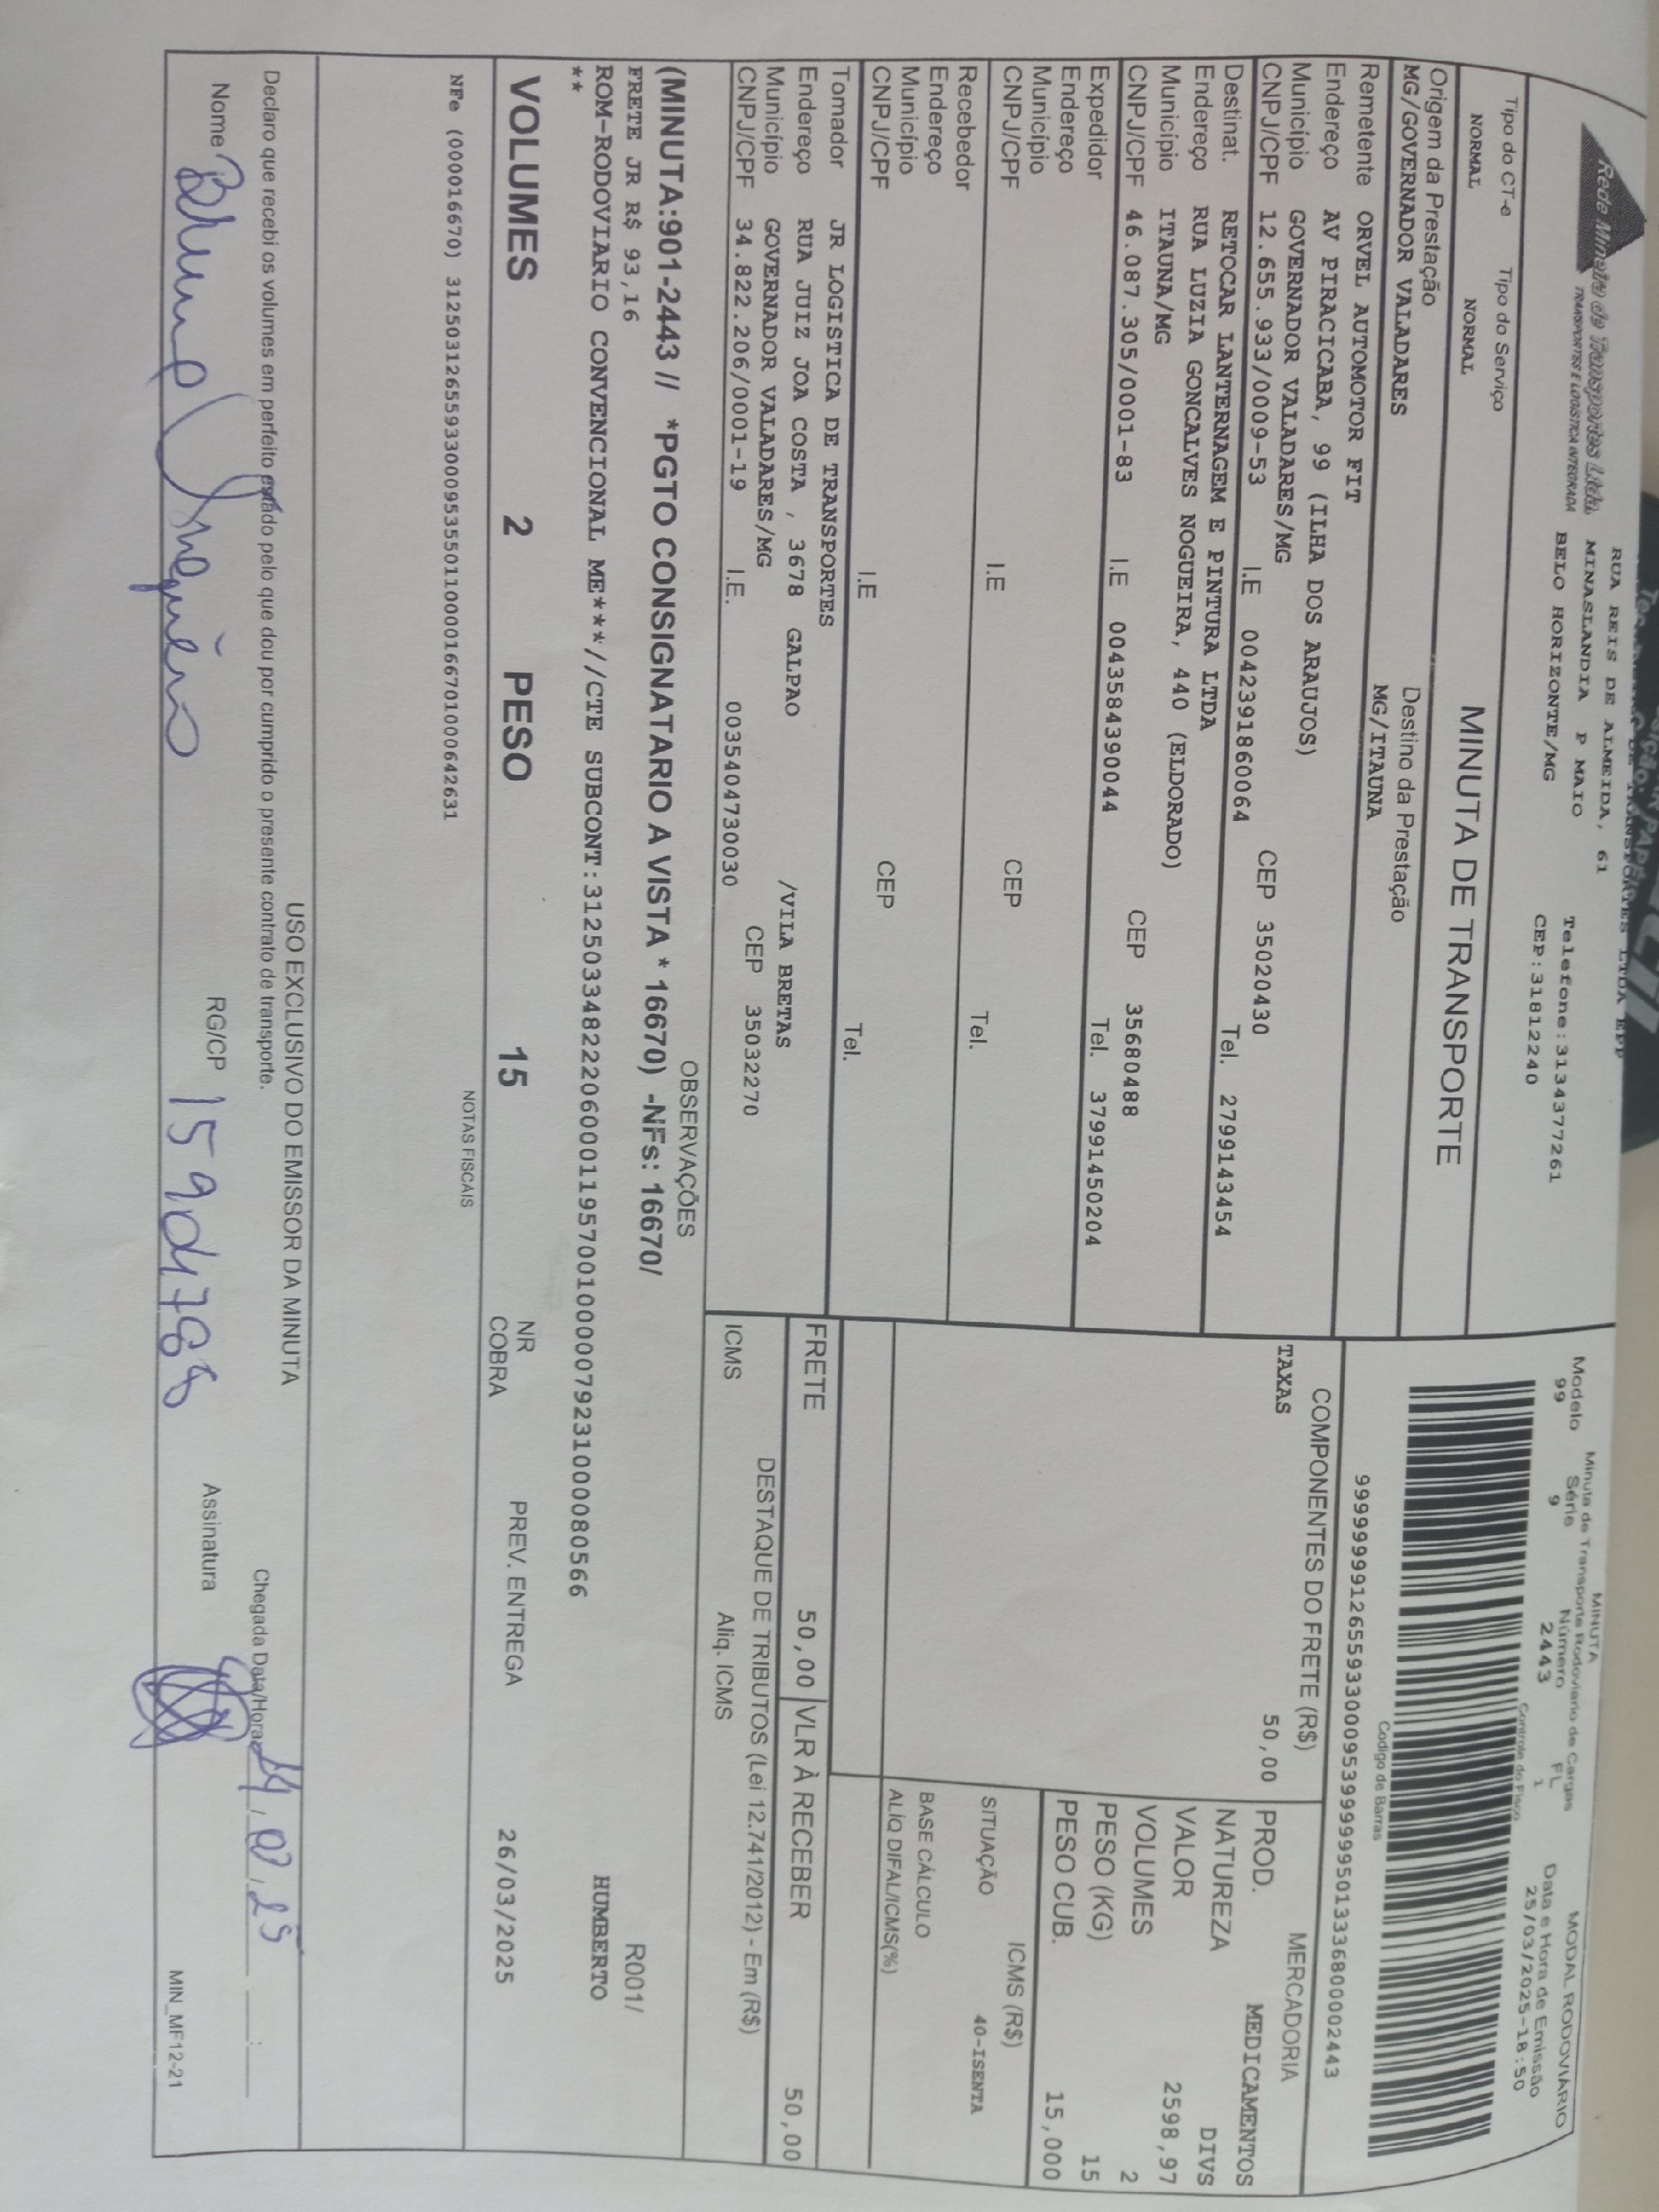 Rede Mineira de Transportes Ltda.
TRANSPORTE E LOGISTICA INTEGRADA
TRANSPORTES LTDA EPP
RUA REIS DE ALMEIDA, 61
MINASLANDIA P MAIO
BELO HORIZONTE/MG
Telefone:3134377261
CEP:31812240
MINUTA
Minuta de Transporte Rodoviario de Cargas
MODAL RODOVIÁRIO
Modelo Série Número FL Data e Hora de Emissão
99 9 2443 1 25/03/2025-18:50
Controle do Fisco
Tipo do CT-e Tipo do Serviço
NORMAL NORMAL
MINUTA DE TRANSPORTE
Codigo de Barras
Origem da Prestação Destino da Prestação
MG/GOVERNADOR VALADARES MG/ITAUNA
Remetente ORVEL AUTOMOTOR FIT
Endereço AV PIRACICABA, 99 (ILHA DOS ARAUJOS)
Município GOVERNADOR VALADARES/MG CEP 35020430
CNPJ/CPF 12.655.933/0009-53 I.E 0042391860064 Tel. 2799143454
Destinat. RETOCAR LANTERNAGEM E PINTURA LTDA
Endereço RUA LUZIA GONCALVES NOGUEIRA, 440 (ELDORADO)
Município ITAUNA/MG CEP 35680488
CNPJ/CPF 46.087.305/0001-83 I.E 0043584390044 Tel. 37991450204
Expedidor
Endereço
Município CEP
CNPJ/CPF I.E Tel.
Recebedor
Endereço
Município CEP
CNPJ/CPF I.E Tel.
Tomador JR LOGISTICA DE TRANSPORTES
Endereço RUA JUIZ JOA COSTA , 3678 GALPAO /VILA BRETAS
Município GOVERNADOR VALADARES/MG CEP 35032270
CNPJ/CPF 34.822.206/0001-19 I.E. 0035404730030
COMPONENTES DO FRETE (R$)
TAXAS 50,00
MERCADORIA
PROD. MEDICAMENTOS
NATUREZA DIVS
VALOR 2598,97
VOLUMES 2
PESO (KG) 15
PESO CUB. 15,000
ICMS (R$)
SITUAÇÃO 40-ISENTA
BASE CÁLCULO
ALÍQ DIFAL/ICMS(%)
FRETE 50,00 VLR À RECEBER 50,00
DESTAQUE DE TRIBUTOS (Lei 12.741/2012) - Em (R$)
ICMS Aliq. ICMS
OBSERVAÇÕES
(MINUTA:901-2443 // *PGTO CONSIGNATARIO A VISTA * 16670) -NFs: 16670/
FRETE JR R$ 93,16
ROM-RODOVIARIO CONVENCIONAL ME***//CTE SUBCONT:31250334822206000119570010000079231000080566
**
R001/
HUMBERTO
VOLUMES 2 PESO 15 NR COBRA PREV. ENTREGA 26/03/2025
NOTAS FISCAIS
NFe (000016670) 31250312655933000953550110000166701000642631
USO EXCLUSIVO DO EMISSOR DA MINUTA
Declaro que recebi os volumes em perfeito estado pelo que dou por cumprido o presente contrato de transporte.
Chegada Data/Hora
Nome RG/CP Assinatura
MIN_MF12-21